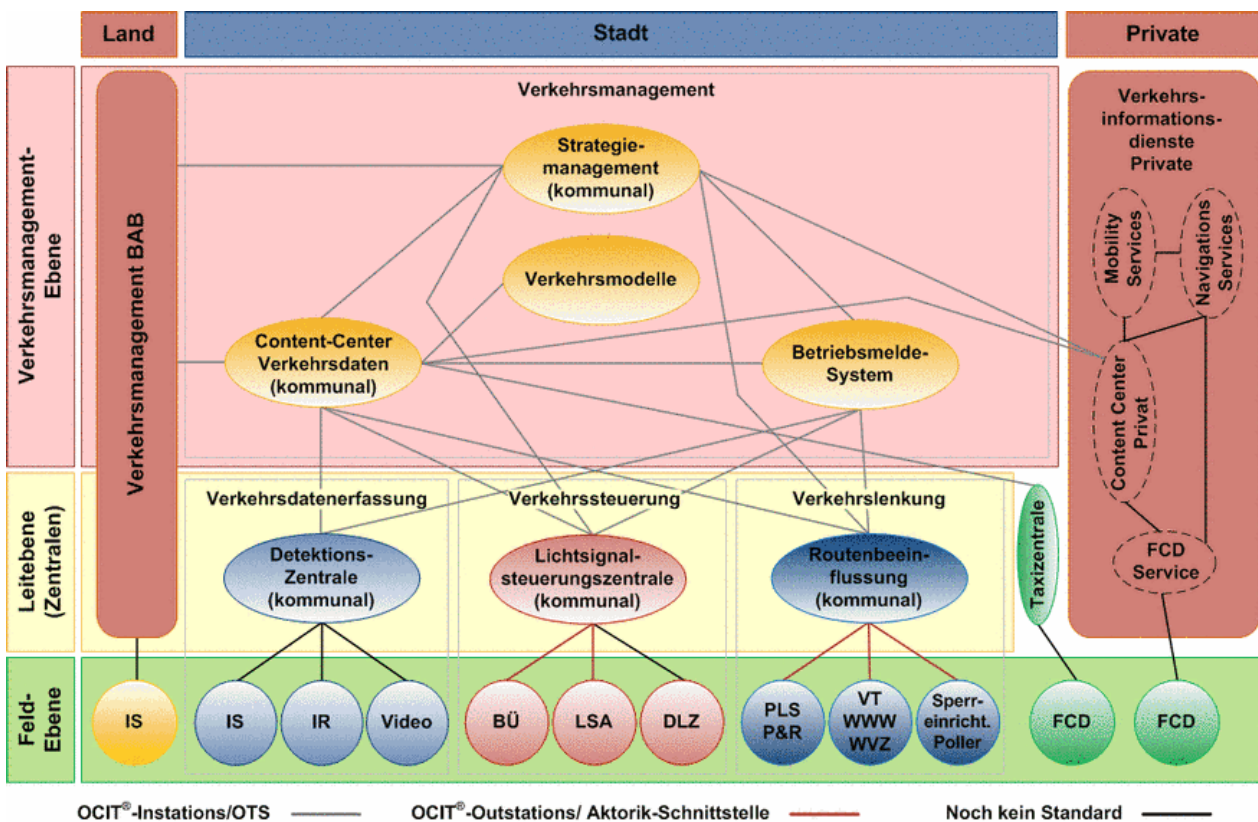 Land
Stadt
Private
Verkehrsmanagement-
Ebene
Verkehrsmanagement BAB
Verkehrsmanagement
Strategie-
management
(kommunal)
Verkehrsmodelle
Content-Center
Verkehrsdaten
(kommunal)
Betriebsmelde-
System
Verkehrs-
informations-
dienste
Private
Mobility
Services
Navigations
Services
Content Center
Privat
FCD
Service
Leitebene
(Zentralen)
Verkehrsdatenerfassung
Verkehrssteuerung
Verkehrslenkung
Detektions-
Zentrale
(kommunal)
Lichtsignal-
steuerungszentrale
(kommunal)
Routenbeein-
flussung
(kommunal)
Taxizentrale
Feld-
Ebene
IS
IS
IR
Video
BÜ
LSA
DLZ
PLS
P&R
VT
WWW
WVZ
Sperr-
einricht.
Poller
FCD
FCD
OCIT®-Instations/OTS
OCIT®-Outstations/ Aktorik-Schnittstelle
Noch kein Standard